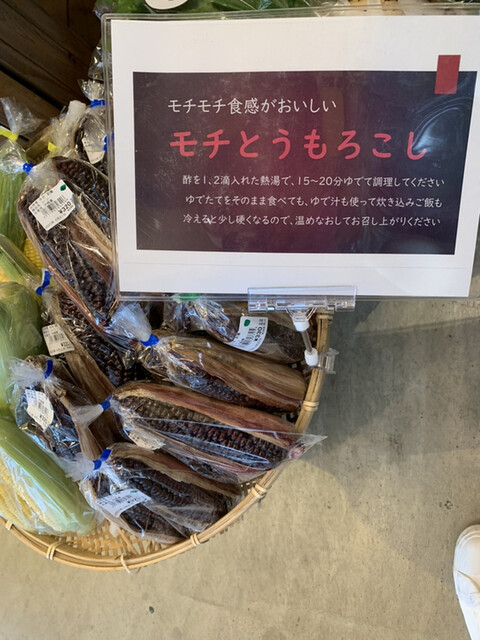 モチモチ食感がおいしい
モチとうもろこし
酢を1、2滴入れた熱湯で、15〜20分ゆでて調理してください
ゆでたてをそのまま食べても、ゆで汁も使って炊き込みご飯も
冷えると少し硬くなるので、温めなおしてお召し上がりください